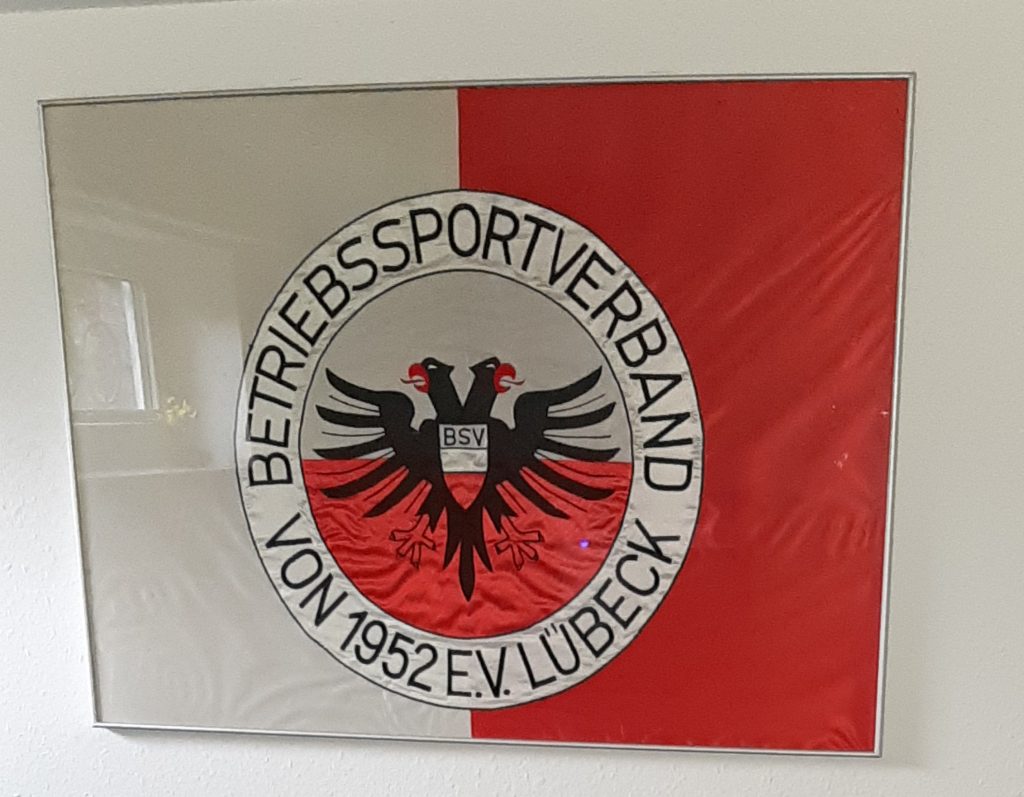 BETRIEBSSPORTVERBAND
VON 1952 E.V. LÜBECK
BSV